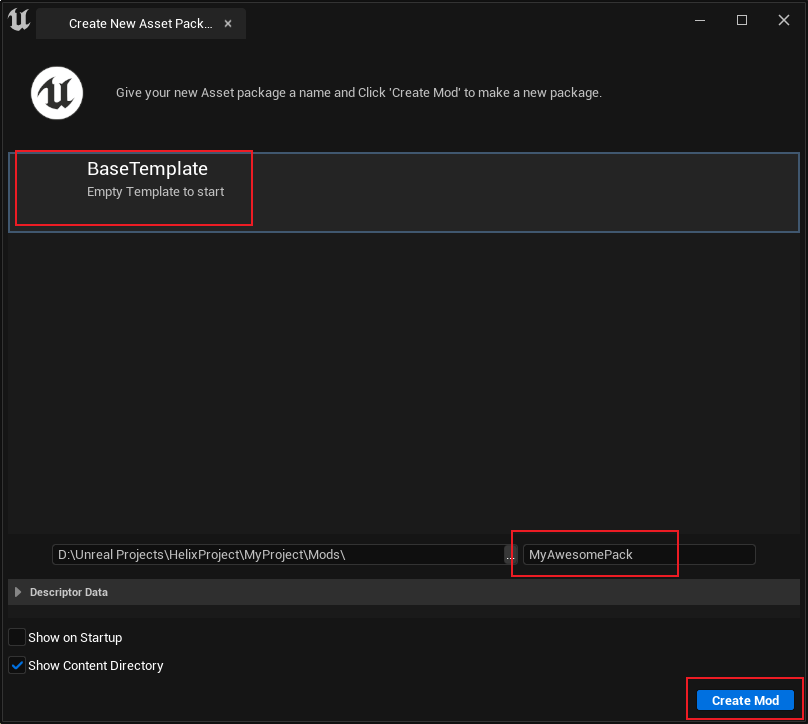 Create New Asset Pack...
Give your new Asset package a name and Click 'Create Mod' to make a new package.
BaseTemplate
Empty Template to start
D:\Unreal Projects\HelixProject\MyProject\Mods\ ... MyAwesomePack
Descriptor Data
Show on Startup
Show Content Directory
Create Mod